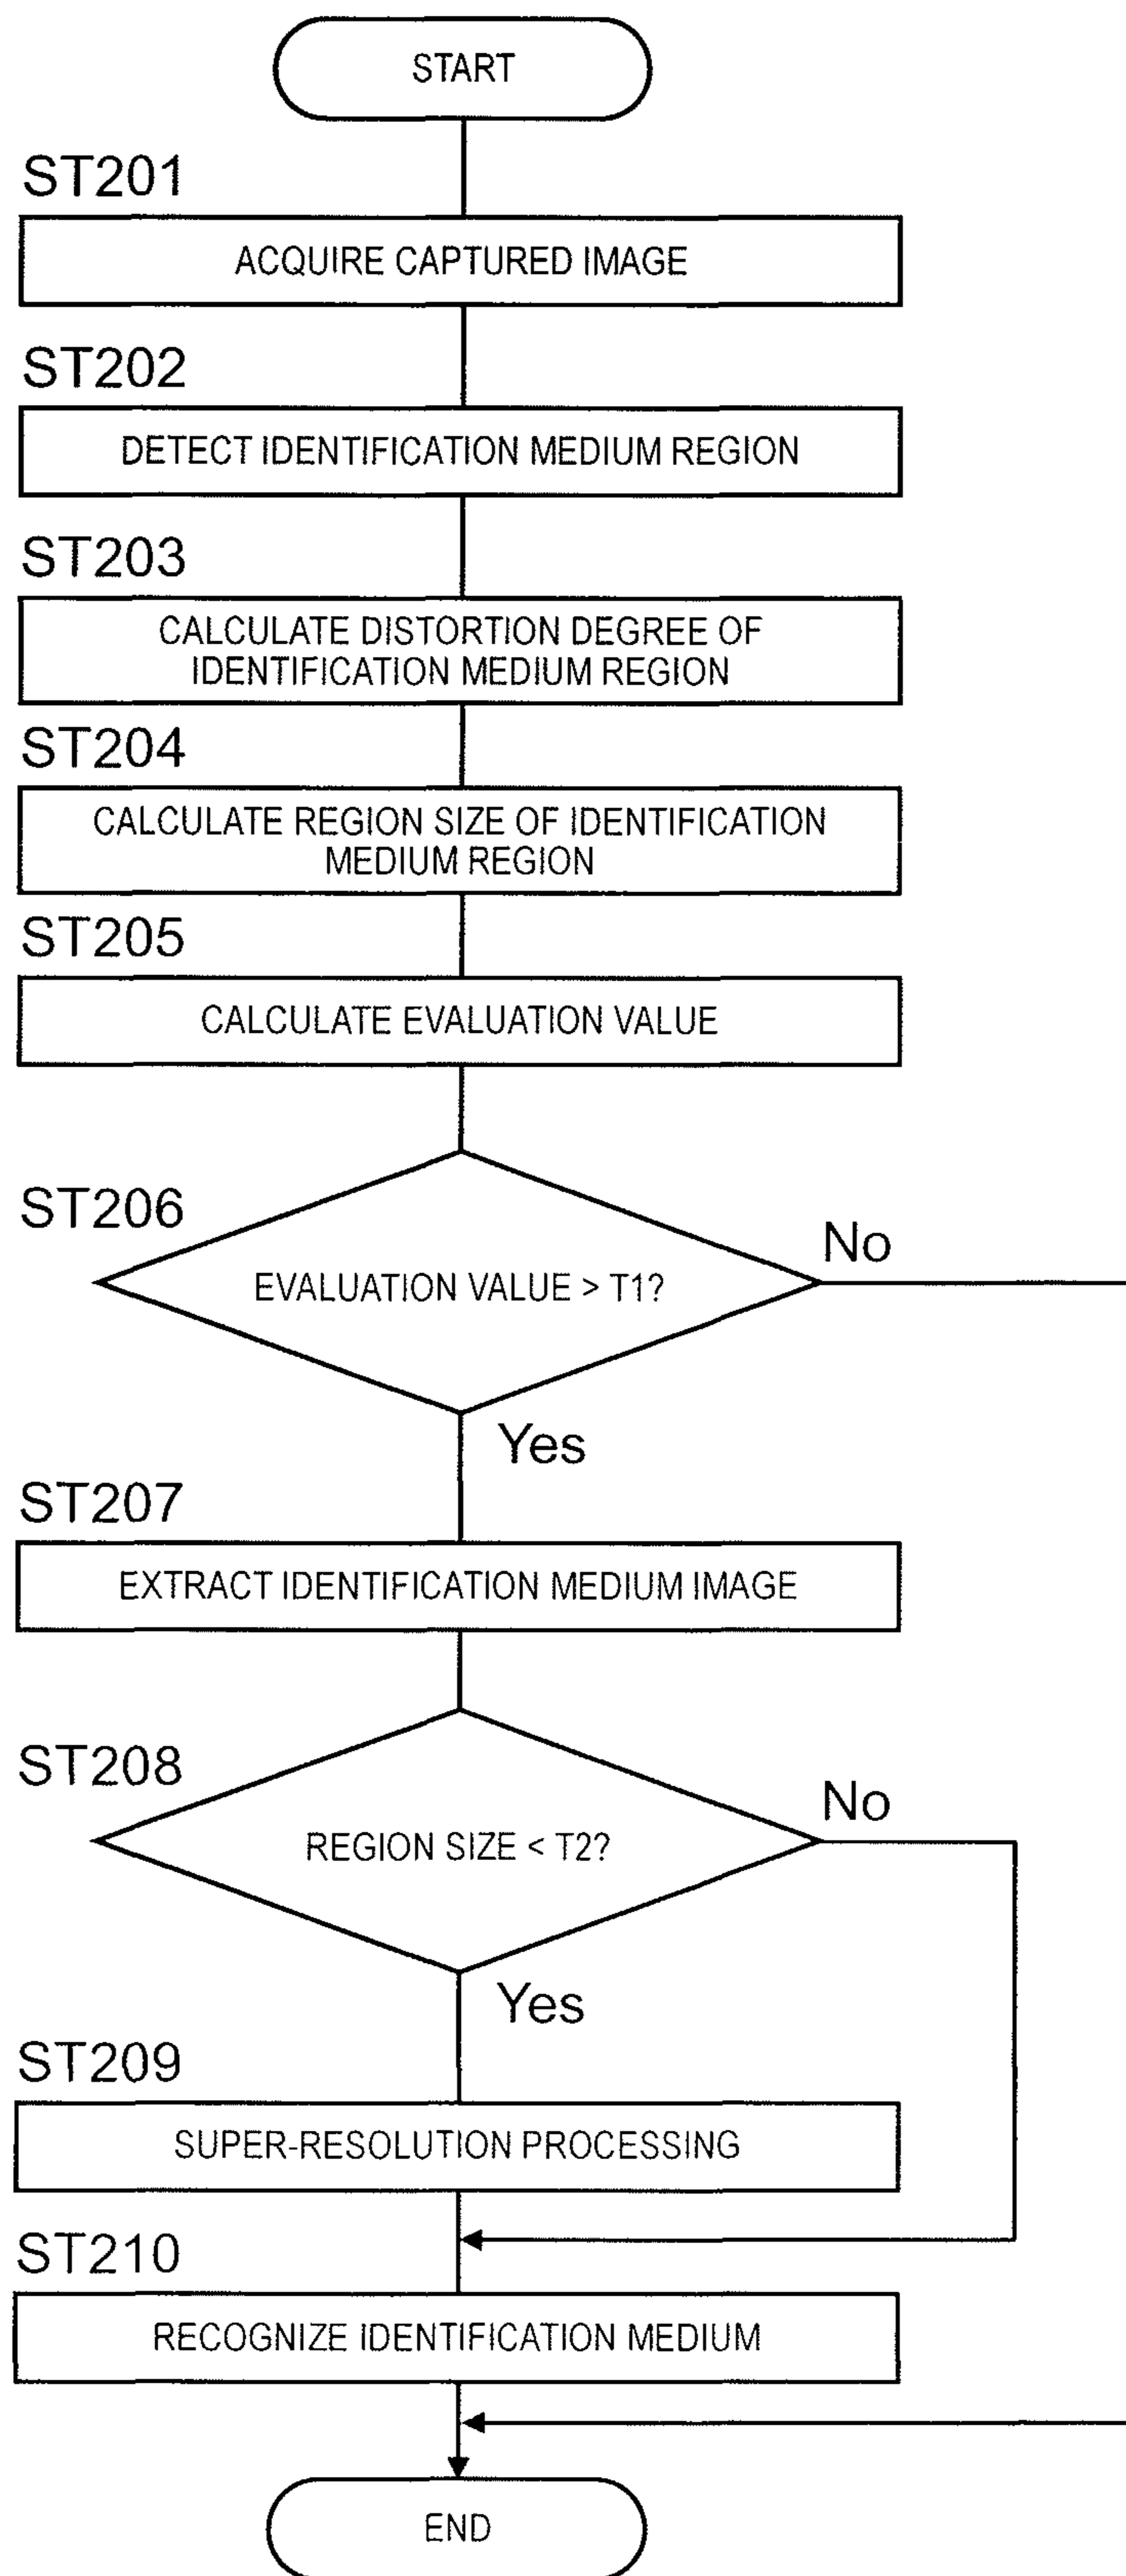 START
ST201
ACQUIRE CAPTURED IMAGE
ST202
DETECT IDENTIFICATION MEDIUM REGION
ST203
CALCULATE DISTORTION DEGREE OF
IDENTIFICATION MEDIUM REGION
ST204
CALCULATE REGION SIZE OF IDENTIFICATION
MEDIUM REGION
ST205
CALCULATE EVALUATION VALUE
ST206
EVALUATION VALUE > T1?
No
Yes
ST207
EXTRACT IDENTIFICATION MEDIUM IMAGE
ST208
REGION SIZE < T2?
No
Yes
ST209
SUPER-RESOLUTION PROCESSING
ST210
RECOGNIZE IDENTIFICATION MEDIUM
END